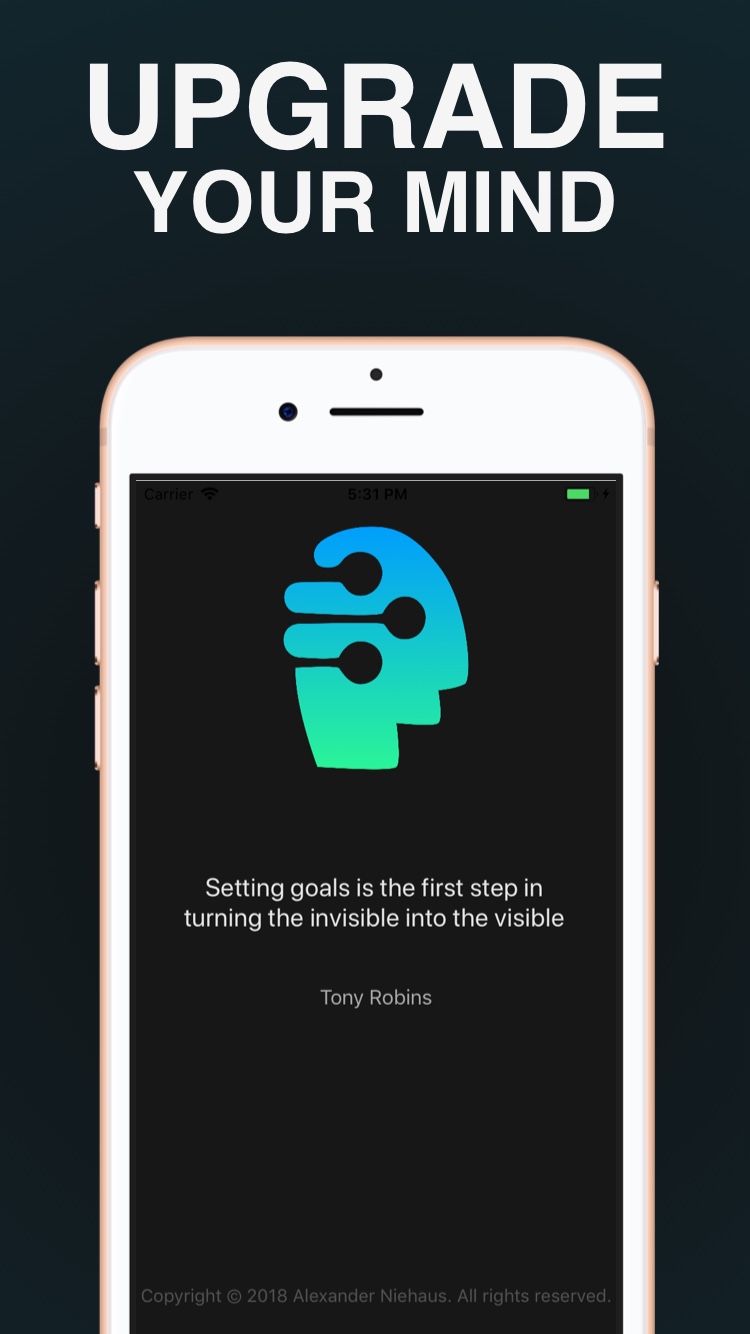 UPGRADE
YOUR MIND
Carrier 5:31 PM
Setting goals is the first step in
turning the invisible into the visible
Tony Robins
Copyright © 2018 Alexander Niehaus. All rights reserved.